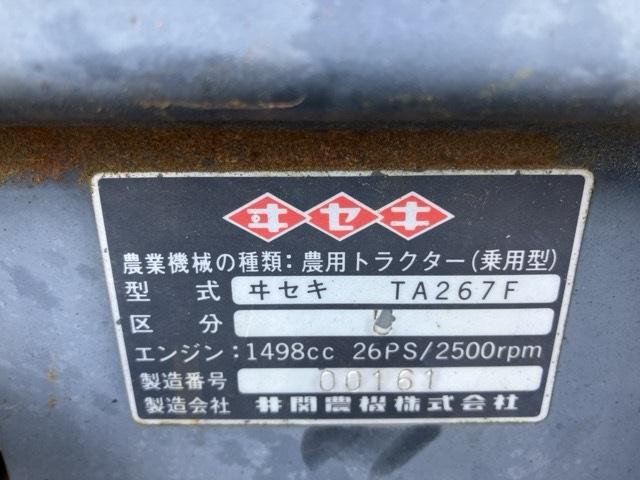 ヰセキ
農業機械の種類：農用トラクター(乗用型)
型式 ヰセキ TA267F
区分
エンジン：1498cc 26PS/2500rpm
製造番号 00161
製造会社 井関農機株式会社